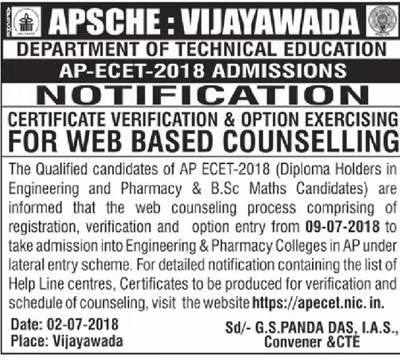 APSCHE : VIJAYAWADA
DEPARTMENT OF TECHNICAL EDUCATION
AP-ECET-2018 ADMISSIONS
NOTIFICATION
CERTIFICATE VERIFICATION & OPTION EXERCISING
FOR WEB BASED COUNSELLING
The Qualified candidates of AP ECET-2018 (Diploma Holders in
Engineering and Pharmacy & B.Sc Maths Candidates) are
informed that the web counseling process comprising of
registration, verification and option entry from 09-07-2018 to
take admission into Engineering & Pharmacy Colleges in AP under
lateral entry scheme. For detailed notification containing the list of
Help Line centres, Certificates to be produced for verification and
schedule of counseling, visit the website https://apecet.nic. in.
Date: 02-07-2018
Sd/- G.S.PANDA DAS, I.A.S.,
Place: Vijayawada
Convener &CTE